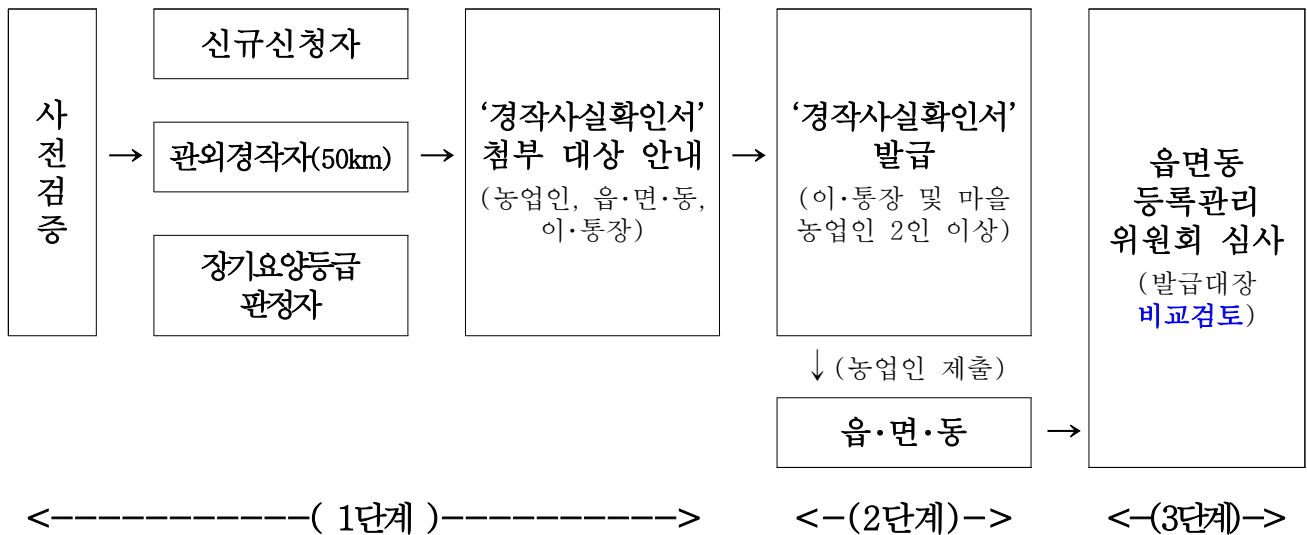 사
전
검
증
→
신규신청자
관외경작자(50km)
장기요양등급
판정자
→
‘경작사실확인서’
첨부 대상 안내
(농업인, 읍·면·동,
이·통장)
→
‘경작사실확인서’
발급
(이·통장 및 마을
농업인 2인 이상)
↓(농업인 제출)
읍·면·동
→
읍면동
등록관리
위원회 심사
(발급대장
비교검토)
<-----------( 1단계 )---------->
<-(2단계)->
<-(3단계)->